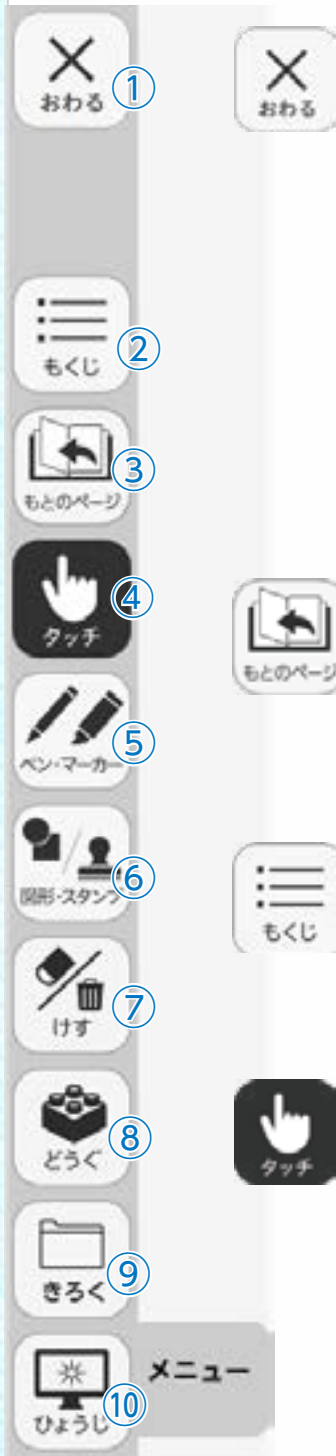 おわる
①
もくじ
②
もとのページ
③
タッチ
④
ペン・マーカー
⑤
図形・スタンプ
⑥
けす
⑦
どうぐ
⑧
きろく
⑨
ひょうじ
⑩
メニュー
おわる
もとのページ
もくじ
タッチ